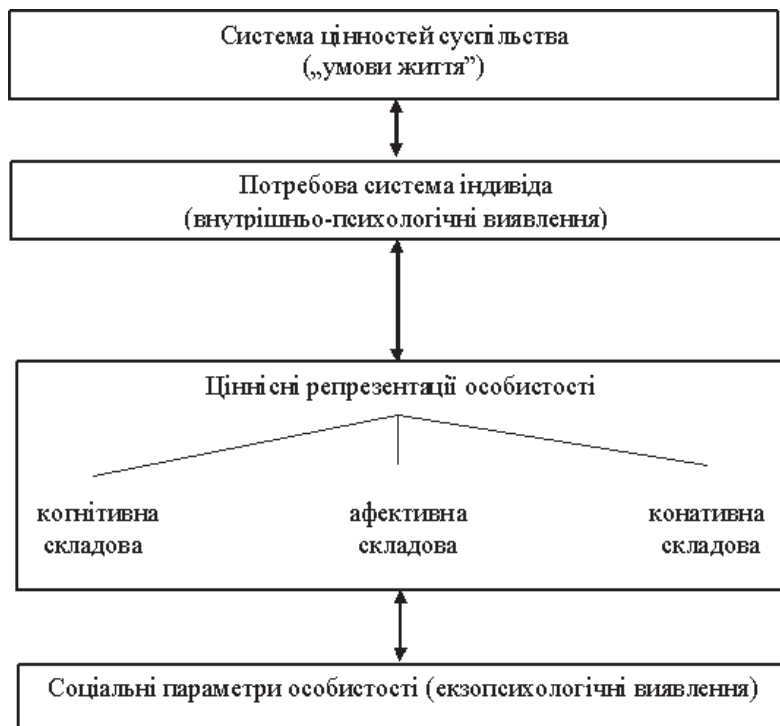 Система цінностей суспільства
(„умови життя”)
Потребова система індивіда
(внутрішньо-психологічні виявлення)
Ціннісні репрезентації особистості
когнітивна афективна конативна
складова складова складова
Соціальні параметри особистості (екзопсихологічні виявлення)